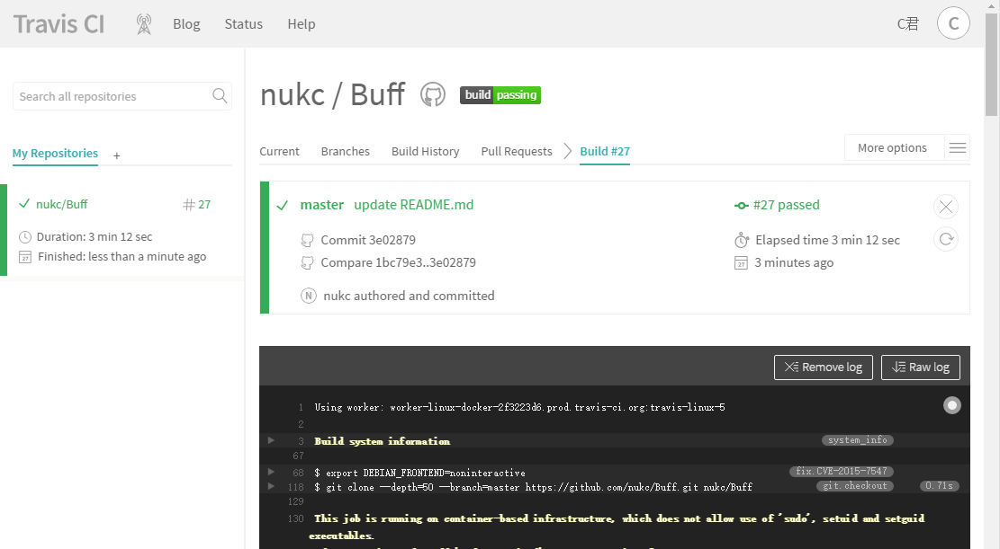 Travis CI
Blog
Status
Help
C君
C
Search all repositories
My Repositories +
nukc/Buff # 27
Duration: 3 min 12 sec
Finished: less than a minute ago
nukc / Buff build passing
Current Branches Build History Pull Requests Build #27 More options
master update README.md #27 passed
Commit 3e02879 Elapsed time 3 min 12 sec
Compare 1bc79e3..3e02879 3 minutes ago
N nukc authored and committed
Remove log Raw log
1 Using worker: worker-linux-docker-2f3223d6.prod.travis-ci.org:travis-linux-5
2
3 Build system information system_info
67
68 $ export DEBIAN_FRONTEND=noninteractive fix.CVE-2015-7547
118 $ git clone --depth=50 --branch=master https://github.com/nukc/Buff.git nukc/Buff git.checkout 0.71s
129
130 This job is running on container-based infrastructure, which does not allow use of 'sudo', setuid and setguid
executables.